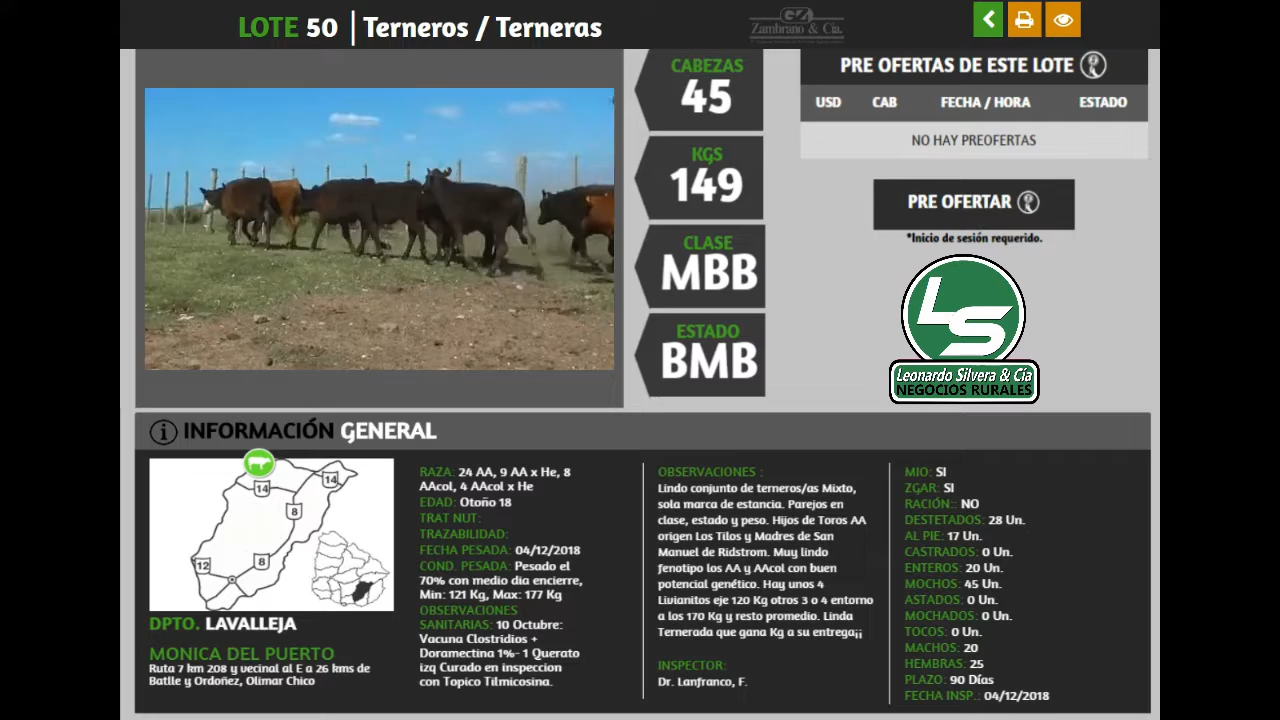 LOTE 50 | Terneros / Terneras
Zambrano & Cia.
CABEZAS
45
KGS
149
CLASE
MBB
ESTADO
BMB
PRE OFERTAS DE ESTE LOTE
USD CAB FECHA / HORA ESTADO
NO HAY PREOFERTAS
PRE OFERTAR
*Inicio de sesión requerido.
LS
Leonardo Silvera & Cía
NEGOCIOS RURALES
INFORMACIÓN GENERAL
14
14
8
8
12
DPTO. LAVALLEJA
MONICA DEL PUERTO
Ruta 7 km 208 y vecinal al E a 26 kms de
Batlle y Ordoñez, Olimar Chico
RAZA: 24 AA, 9 AA x He, 8
AAcol, 4 AAcol x He
EDAD: Otoño 18
TRAT NUT:
TRAZABILIDAD:
FECHA PESADA: 04/12/2018
COND. PESADA: Pesado el
70% con medio dia encierre,
Min: 121 Kg, Max: 177 Kg
OBSERVACIONES
SANITARIAS: 10 Octubre:
Vacuna Clostridios +
Doramectina 1%- 1 Querato
izq Curado en inspeccion
con Topico Tilmicosina.
OBSERVACIONES :
Lindo conjunto de terneros/as Mixto,
sola marca de estancia. Parejos en
clase, estado y peso. Hijos de Toros AA
origen Los Tilos y Madres de San
Manuel de Ridstrom. Muy lindo
fenotipo los AA y AAcol con buen
potencial genético. Hay unos 4
Livianitos eje 120 Kg otros 3 o 4 entorno
a los 170 Kg y resto promedio. Linda
Ternerada que gana Kg a su entrega¡¡
INSPECTOR:
Dr. Lanfranco, F.
MIO: SI
ZGAR: SI
RACIÓN:: NO
DESTETADOS: 28 Un.
AL PIE: 17 Un.
CASTRADOS: 0 Un.
ENTEROS: 20 Un.
MOCHOS: 45 Un.
ASTADOS: 0 Un.
MOCHADOS: 0 Un.
TOCOS: 0 Un.
MACHOS: 20
HEMBRAS: 25
PLAZO: 90 Días
FECHA INSP.: 04/12/2018